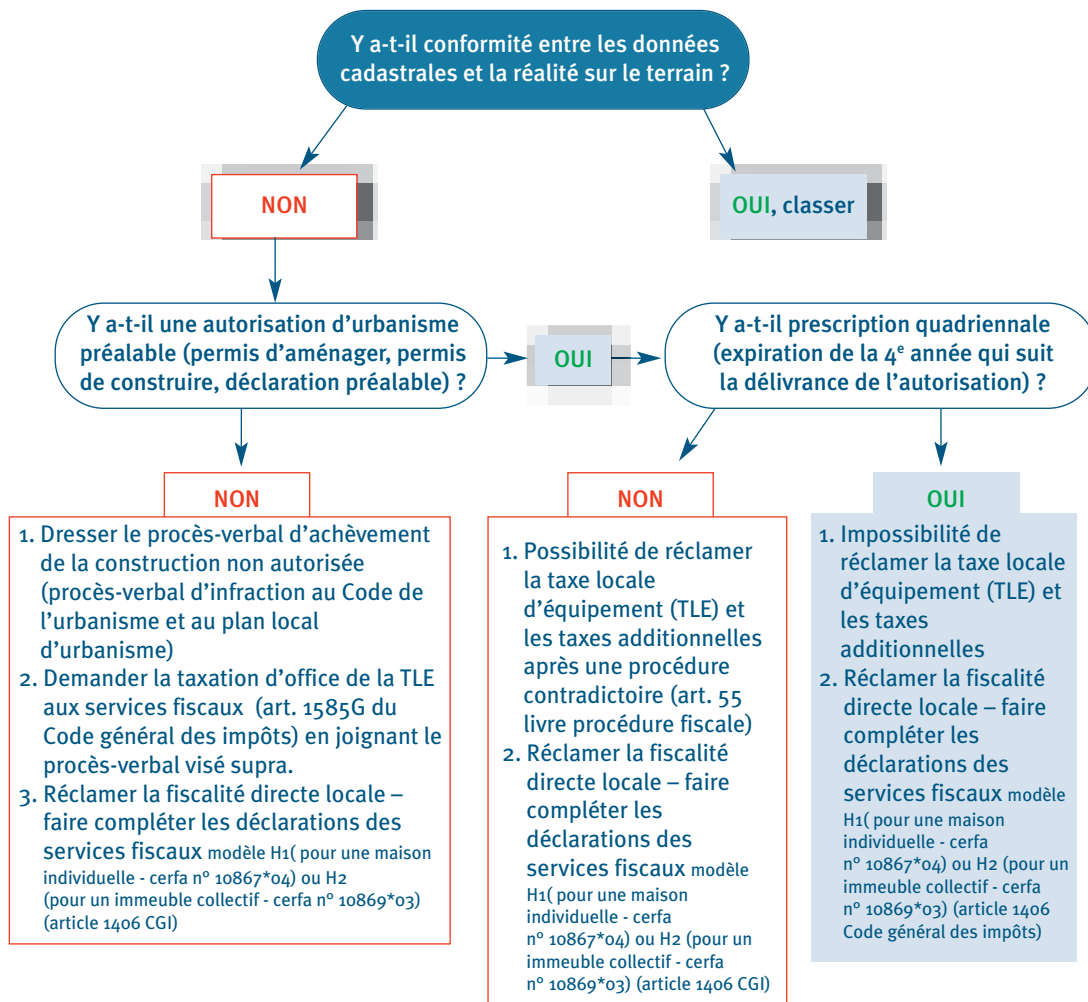 Y a-t-il conformité entre les données
cadastrales et la réalité sur le terrain ?
NON
OUI, classer
Y a-t-il une autorisation d'urbanisme
préalable (permis d'aménager, permis
de construire, déclaration préalable) ?
OUI
Y a-t-il prescription quadriennale
(expiration de la 4e année qui suit
la délivrance de l'autorisation) ?
NON
1. Dresser le procès-verbal d'achèvement
de la construction non autorisée
(procès-verbal d'infraction au Code de
l'urbanisme et au plan local
d'urbanisme)
2. Demander la taxation d'office de la TLE
aux services fiscaux (art. 1585G du
Code général des impôts) en joignant le
procès-verbal visé supra.
3. Réclamer la fiscalité directe locale –
faire compléter les déclarations des
services fiscaux modèle H1( pour une maison
individuelle - cerfa n° 10867*04) ou H2
(pour un immeuble collectif - cerfa n° 10869*03)
(article 1406 CGI)
NON
1. Possibilité de réclamer
la taxe locale
d'équipement (TLE) et
les taxes additionnelles
après une procédure
contradictoire (art. 55
livre procédure fiscale)
2. Réclamer la fiscalité
directe locale – faire
compléter les
déclarations des
services fiscaux modèle
H1( pour une maison
individuelle - cerfa
n° 10867*04) ou H2 (pour un
immeuble collectif - cerfa
n° 10869*03) (article 1406 CGI)
OUI
1. Impossibilité de
réclamer la taxe locale
d'équipement (TLE) et
les taxes
additionnelles
2. Réclamer la fiscalité
directe locale – faire
compléter les
déclarations des
services fiscaux modèle
H1( pour une maison
individuelle - cerfa
n° 10867*04) ou H2 (pour un
immeuble collectif - cerfa
n° 10869*03) (article 1406
Code général des impôts)